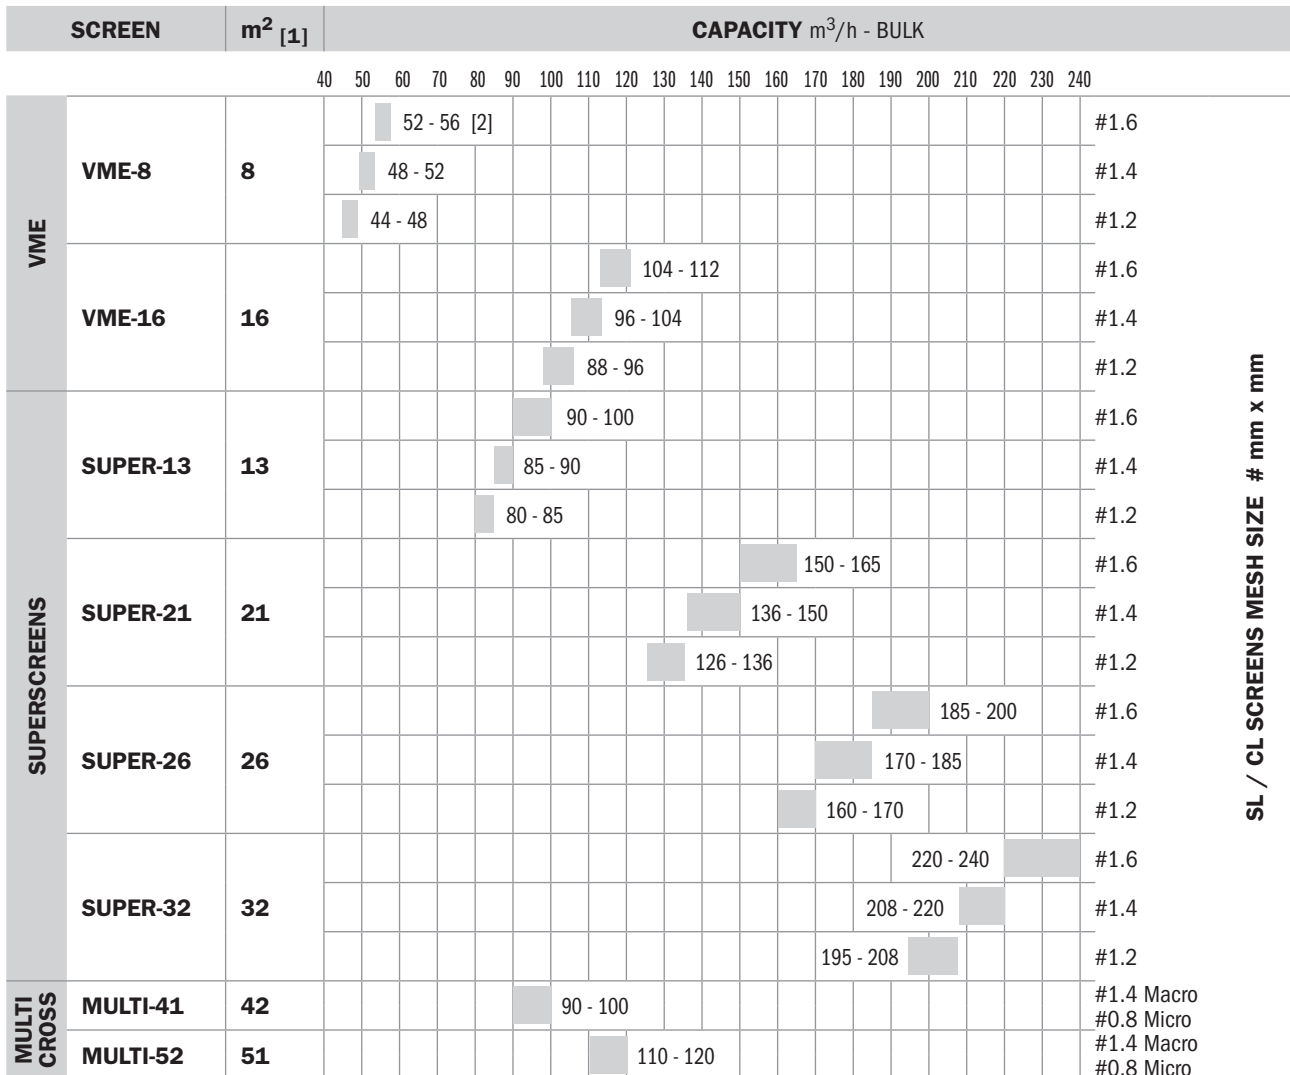 SCREEN m² [1] CAPACITY m³/h - BULK
40 50 60 70 80 90 100 110 120 130 140 150 160 170 180 190 200 210 220 230 240
VME
VME-8 8
52 - 56 [2] #1.6
48 - 52 #1.4
44 - 48 #1.2
VME-16 16
104 - 112 #1.6
96 - 104 #1.4
88 - 96 #1.2
SUPERSCREENS
SUPER-13 13
90 - 100 #1.6
85 - 90 #1.4
80 - 85 #1.2
SUPER-21 21
150 - 165 #1.6
136 - 150 #1.4
126 - 136 #1.2
SUPER-26 26
185 - 200 #1.6
170 - 185 #1.4
160 - 170 #1.2
SUPER-32 32
220 - 240 #1.6
208 - 220 #1.4
195 - 208 #1.2
MULTI
CROSS
MULTI-41 42 90 - 100 #1.4 Macro
#0.8 Micro
MULTI-52 51 110 - 120 #1.4 Macro
#0.8 Micro
SL / CL SCREENS MESH SIZE # mm x mm